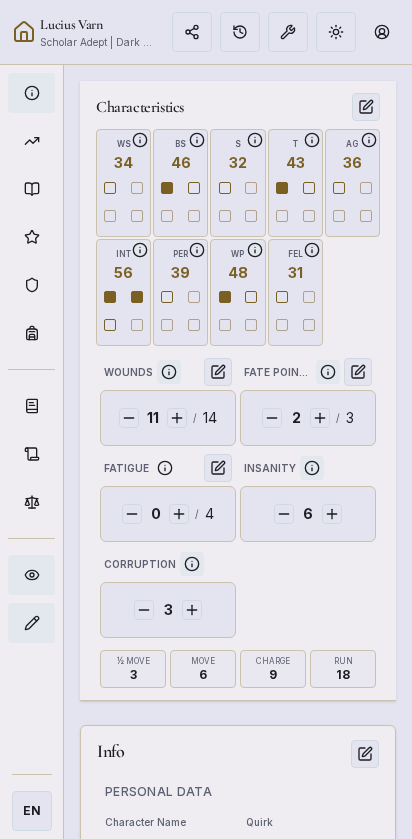 Lucius Varn
Scholar Adept | Dark ...
Characteristics
WS BS S T AG
34 46 32 43 36
INT PER WP FEL
56 39 48 31
WOUNDS FATE POIN...
11 / 14 2 / 3
FATIGUE INSANITY
0 / 4 6
CORRUPTION
3
½ MOVE MOVE CHARGE RUN
3 6 9 18
Info
PERSONAL DATA
Character Name Quirk
EN